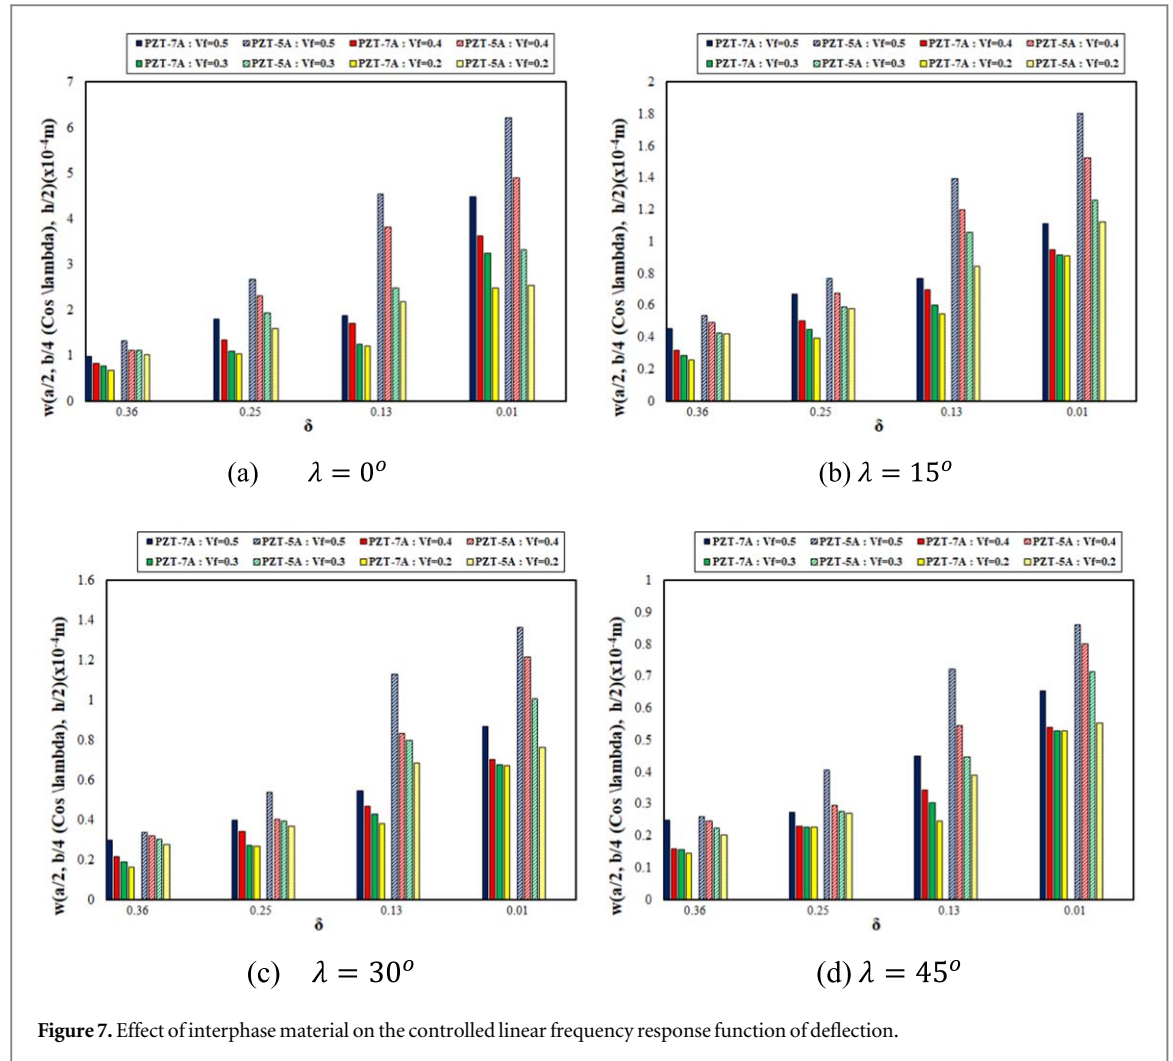 PZT-7A : Vf=0.5 PZT-5A : Vf=0.5 PZT-7A : Vf=0.4 PZT-5A : Vf=0.4
PZT-7A : Vf=0.3 PZT-5A : Vf=0.3 PZT-7A : Vf=0.2 PZT-5A : Vf=0.2
w(a/2, b/4 (Cos \lambda), h/2)(x10⁻⁴m)
7
6
5
4
3
2
1
0
0.36 0.25 0.13 0.01
δ
(a) λ = 0ᵒ
PZT-7A : Vf=0.5 PZT-5A : Vf=0.5 PZT-7A : Vf=0.4 PZT-5A : Vf=0.4
PZT-7A : Vf=0.3 PZT-5A : Vf=0.3 PZT-7A : Vf=0.2 PZT-5A : Vf=0.2
w(a/2, b/4 (Cos \lambda), h/2)(x10⁻⁴m)
2
1.8
1.6
1.4
1.2
1
0.8
0.6
0.4
0.2
0
0.36 0.25 0.13 0.01
δ
(b) λ = 15ᵒ
PZT-7A : Vf=0.5 PZT-5A : Vf=0.5 PZT-7A : Vf=0.4 PZT-5A : Vf=0.4
PZT-7A : Vf=0.3 PZT-5A : Vf=0.3 PZT-7A : Vf=0.2 PZT-5A : Vf=0.2
w(a/2, b/4 (Cos \lambda), h/2)(x10⁻⁴m)
1.6
1.4
1.2
1
0.8
0.6
0.4
0.2
0
0.36 0.25 0.13 0.01
δ
(c) λ = 30ᵒ
PZT-7A : Vf=0.5 PZT-5A : Vf=0.5 PZT-7A : Vf=0.4 PZT-5A : Vf=0.4
PZT-7A : Vf=0.3 PZT-5A : Vf=0.3 PZT-7A : Vf=0.2 PZT-5A : Vf=0.2
w(a/2, b/4 (Cos \lambda), h/2)(x10⁻⁴m)
1
0.9
0.8
0.7
0.6
0.5
0.4
0.3
0.2
0.1
0
0.36 0.25 0.13 0.01
δ
(d) λ = 45ᵒ
Figure 7. Effect of interphase material on the controlled linear frequency response function of deflection.